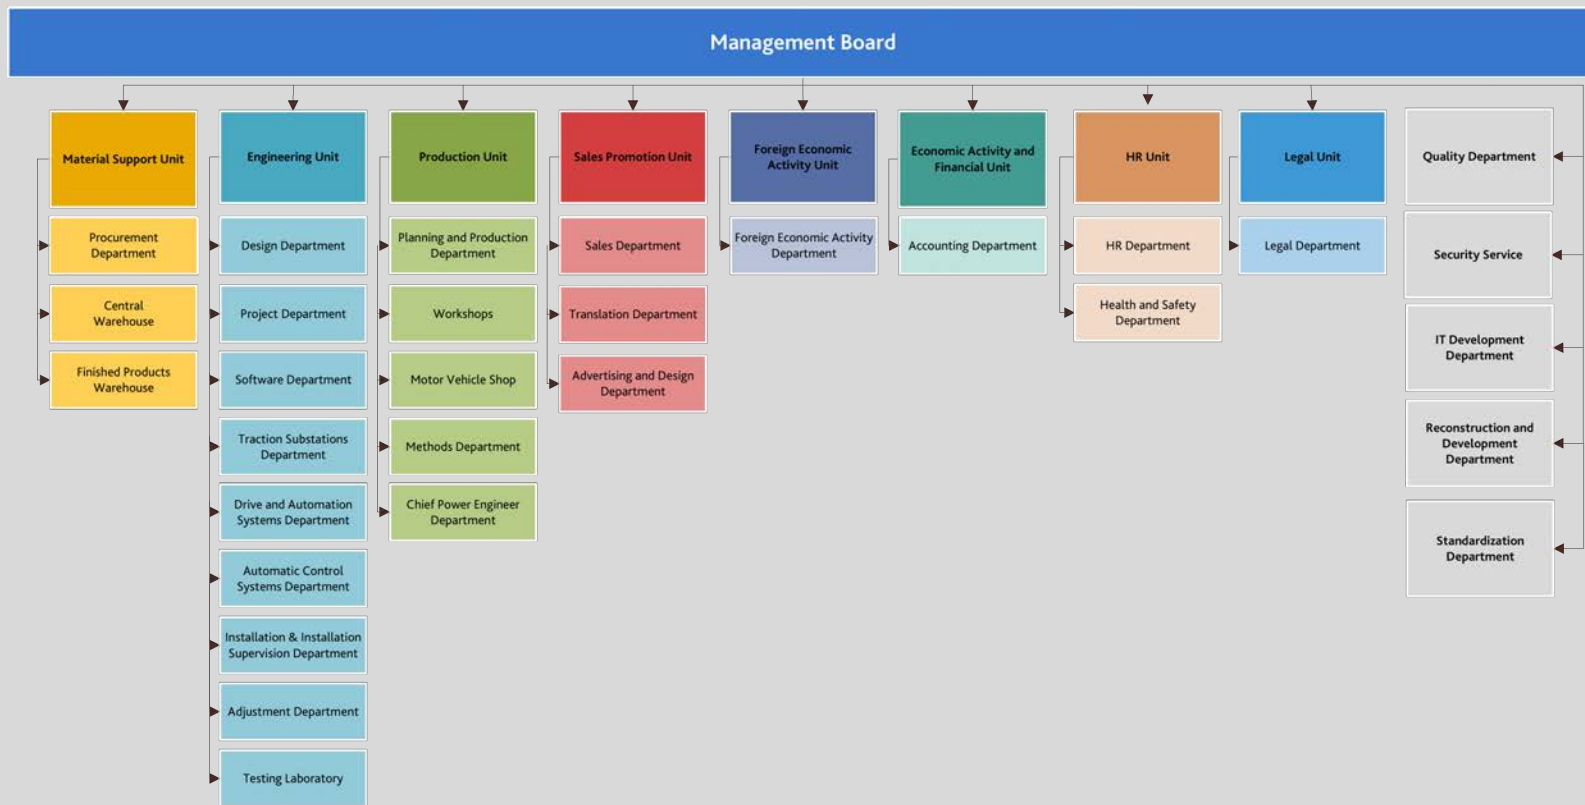 Management Board
Material Support Unit
Procurement
Department
Central
Warehouse
Finished Products
Warehouse
Engineering Unit
Design Department
Project Department
Software Department
Traction Substations
Department
Drive and Automation
Systems Department
Automatic Control
Systems Department
Installation & Installation
Supervision Department
Adjustment Department
Testing Laboratory
Production Unit
Planning and Production
Department
Workshops
Motor Vehicle Shop
Methods Department
Chief Power Engineer
Department
Sales Promotion Unit
Sales Department
Translation Department
Advertising and Design
Department
Foreign Economic
Activity Unit
Foreign Economic Activity
Department
Economic Activity and
Financial Unit
Accounting Department
HR Unit
HR Department
Health and Safety
Department
Legal Unit
Legal Department
Quality Department
Security Service
IT Development
Department
Reconstruction and
Development
Department
Standardization
Department